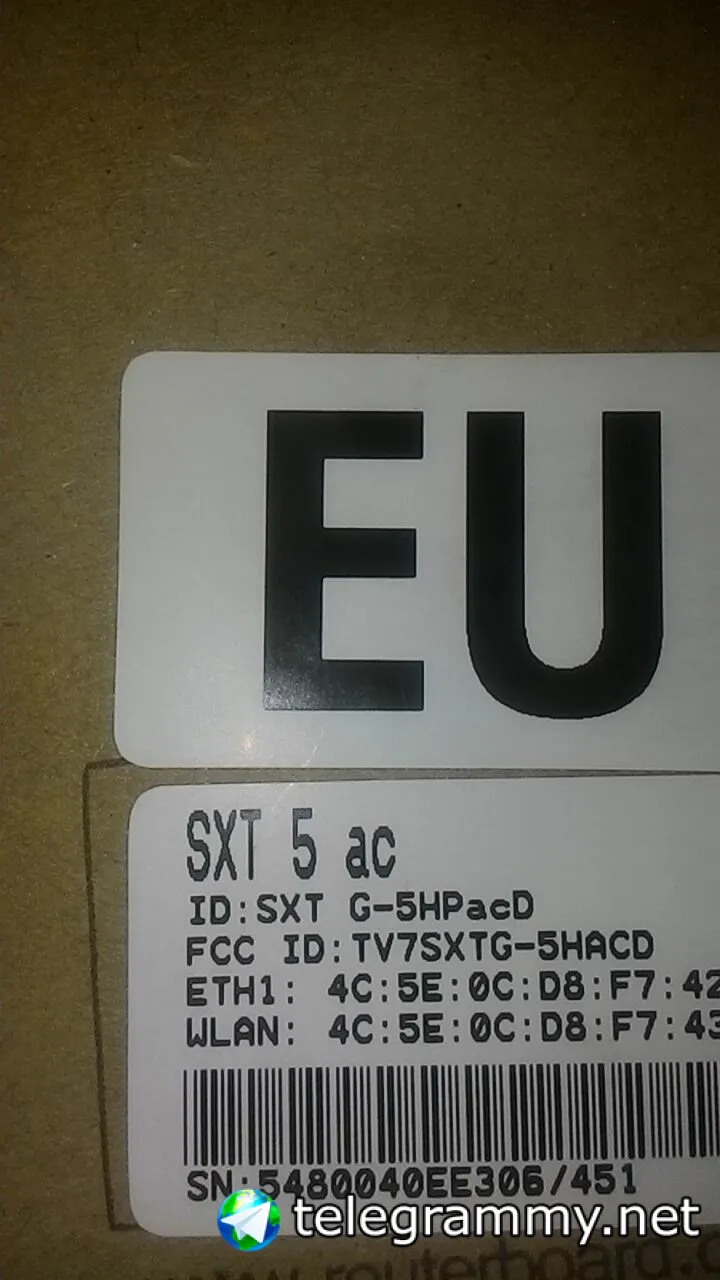 EU
SXT 5 ac
ID:SXT G-5HPacD
FCC ID:TV7SXTG-5HACD
ETH1: 4C:5E:0C:D8:F7:42
WLAN: 4C:5E:0C:D8:F7:43
SN:5480040EE306/451
telegrammy.net